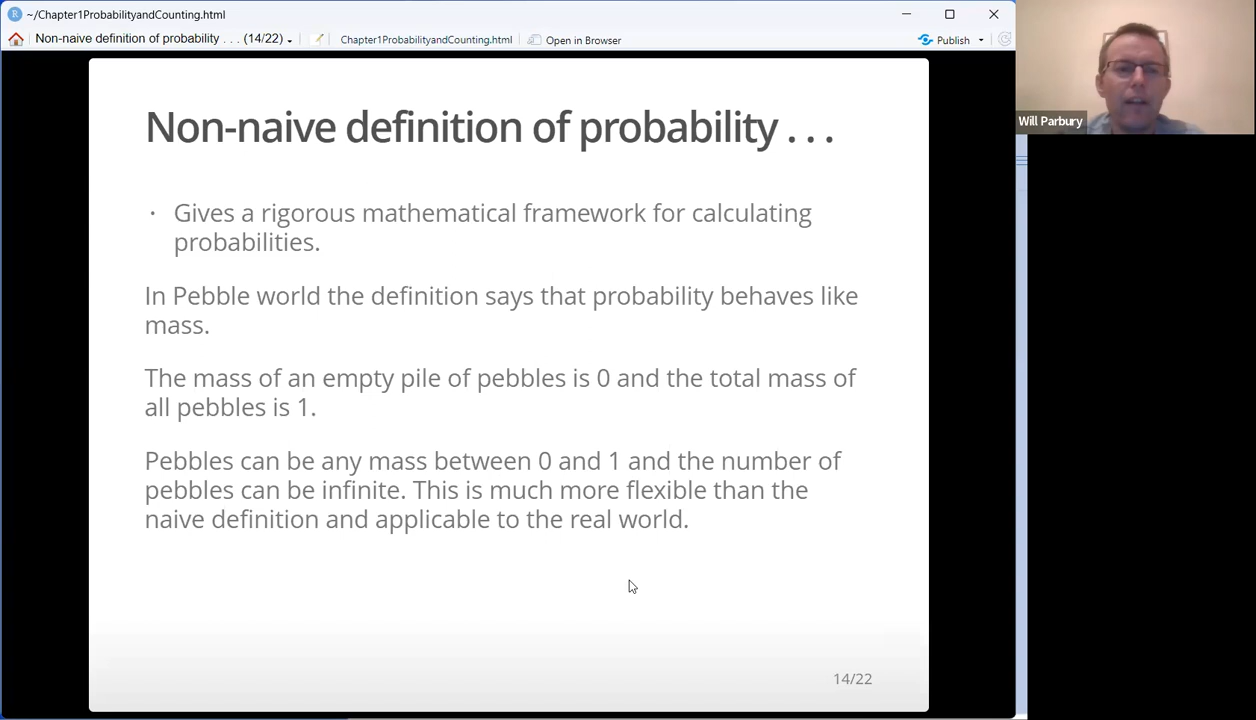 R ~/Chapter1ProbabilityandCounting.html
Non-naive definition of probability . . . (14/22)
Chapter1ProbabilityandCounting.html
Open in Browser
Publish
Will Parbury
Non-naive definition of probability . . .
· Gives a rigorous mathematical framework for calculating
probabilities.
In Pebble world the definition says that probability behaves like
mass.
The mass of an empty pile of pebbles is 0 and the total mass of
all pebbles is 1.
Pebbles can be any mass between 0 and 1 and the number of
pebbles can be infinite. This is much more flexible than the
naive definition and applicable to the real world.
14/22